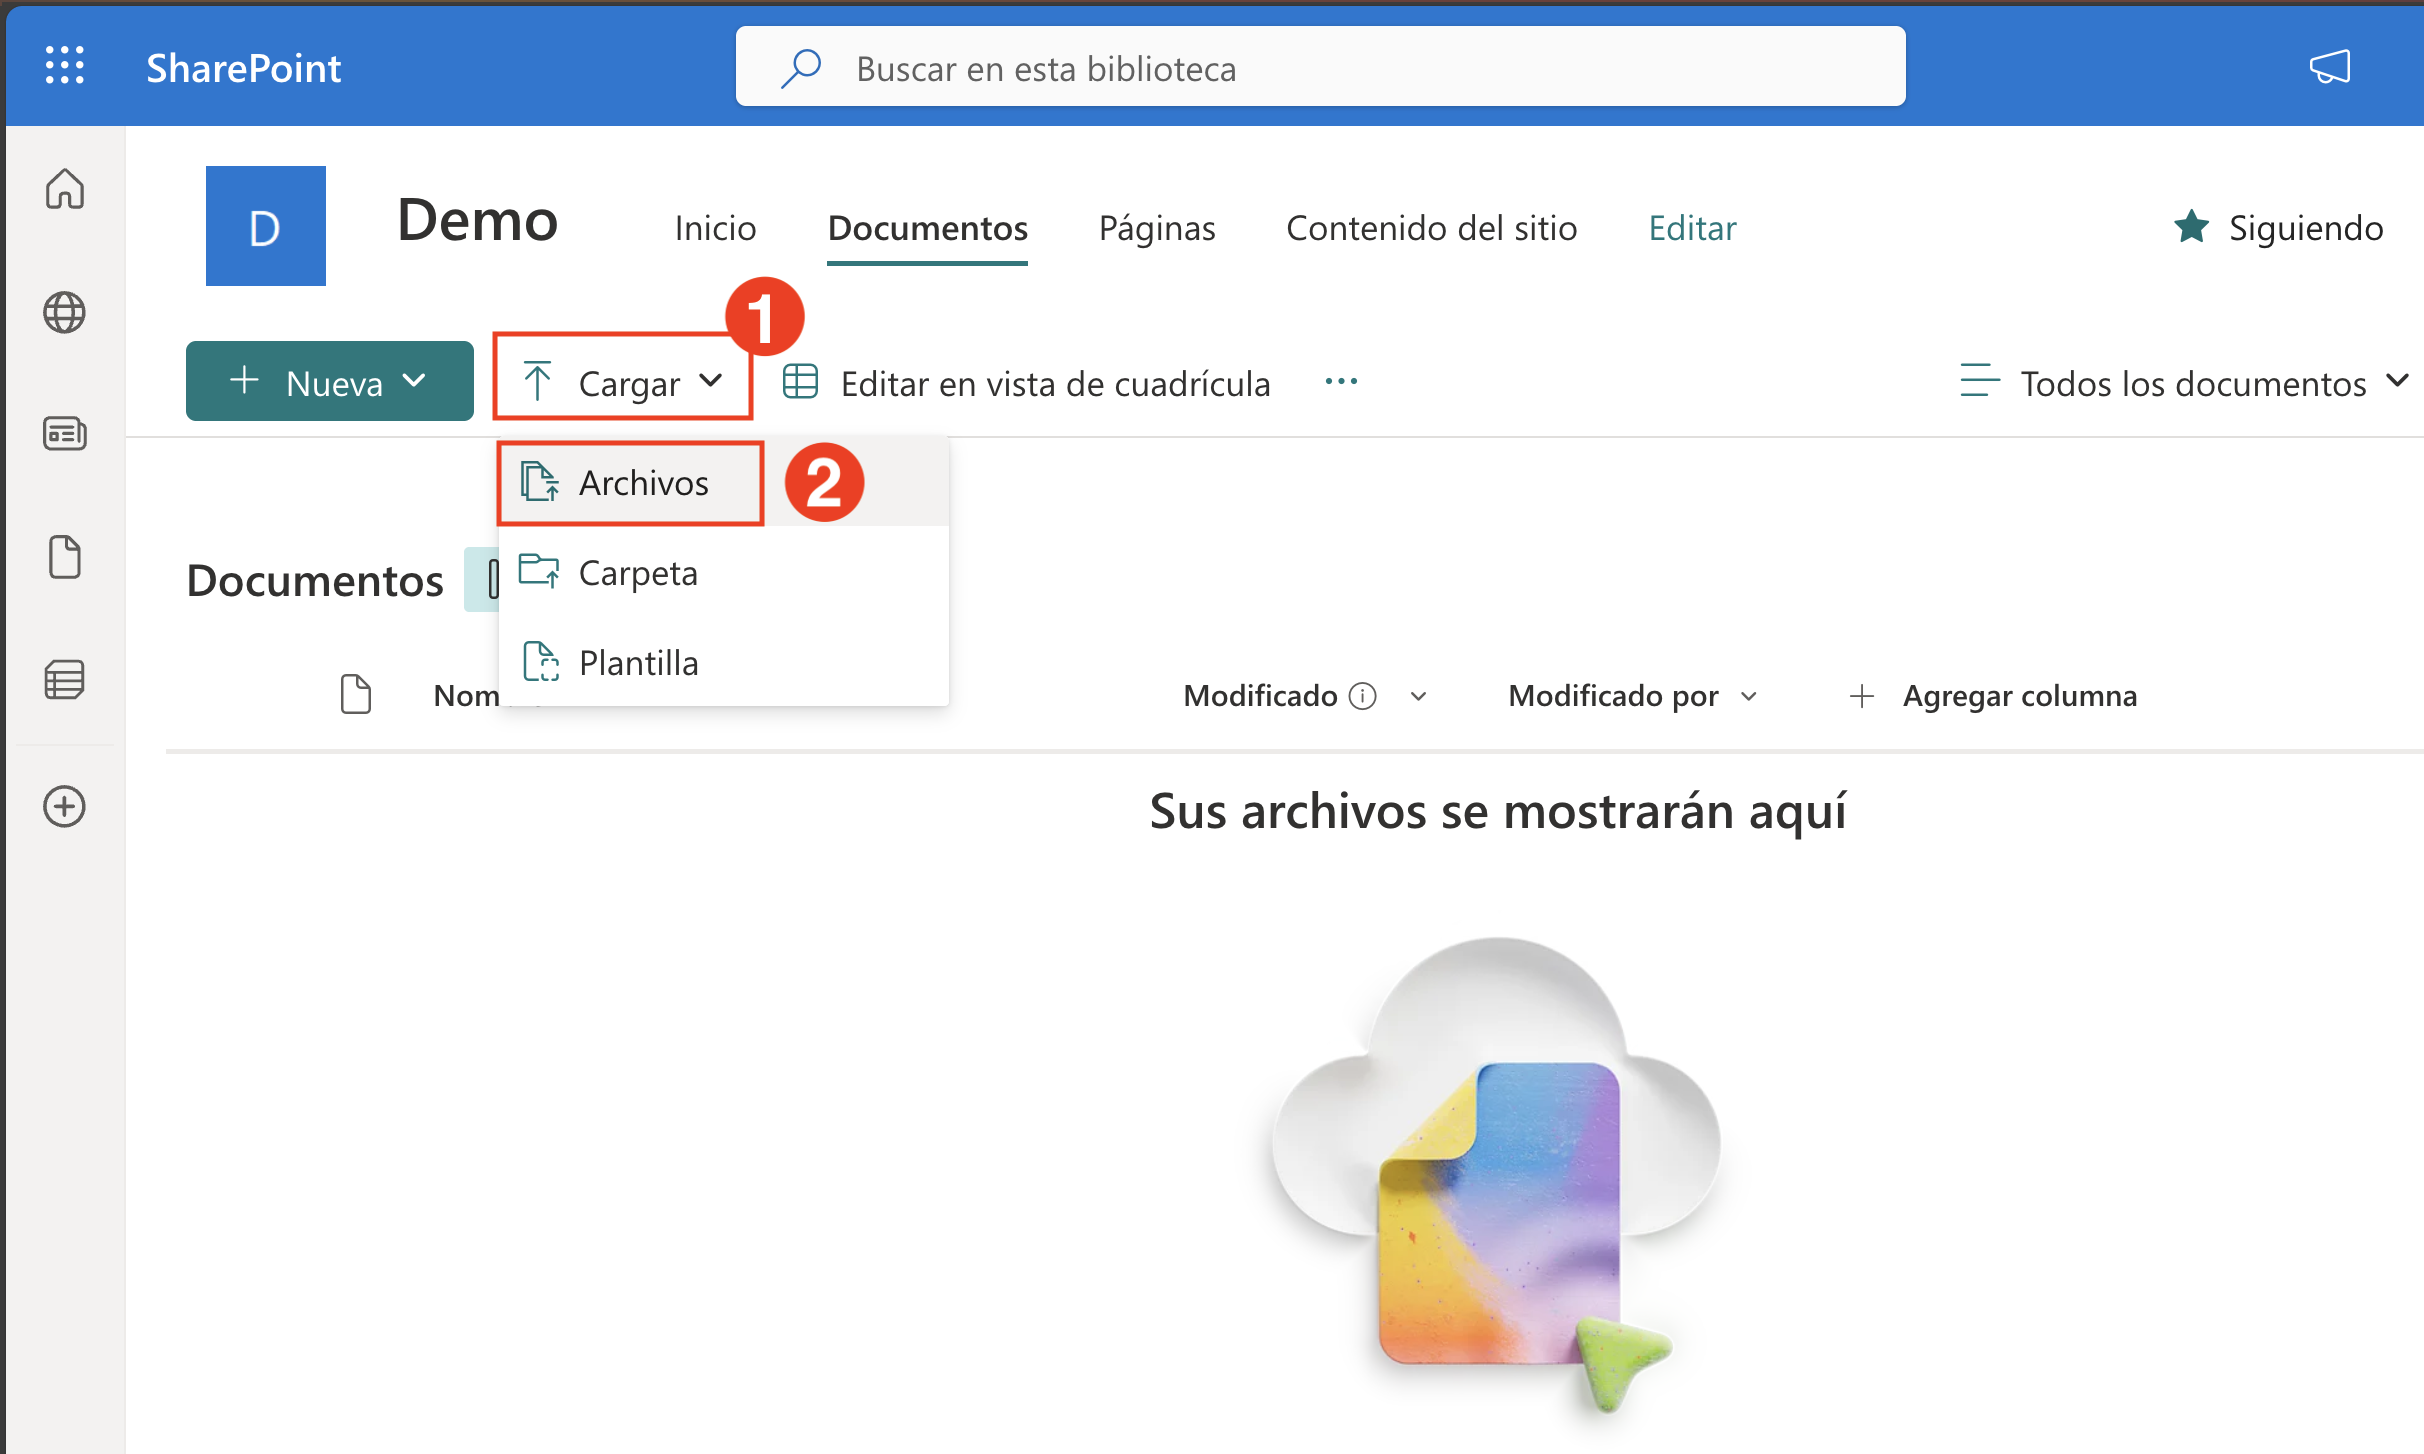 SharePoint
Buscar en esta biblioteca
D
Demo
Inicio
Documentos
Páginas
Contenido del sitio
Editar
Siguiendo
1
Nueva
Cargar
Editar en vista de cuadrícula
...
Todos los documentos
Archivos
2
Carpeta
Plantilla
Documentos
Nom
Modificado
Modificado por
Agregar columna
Sus archivos se mostrarán aquí